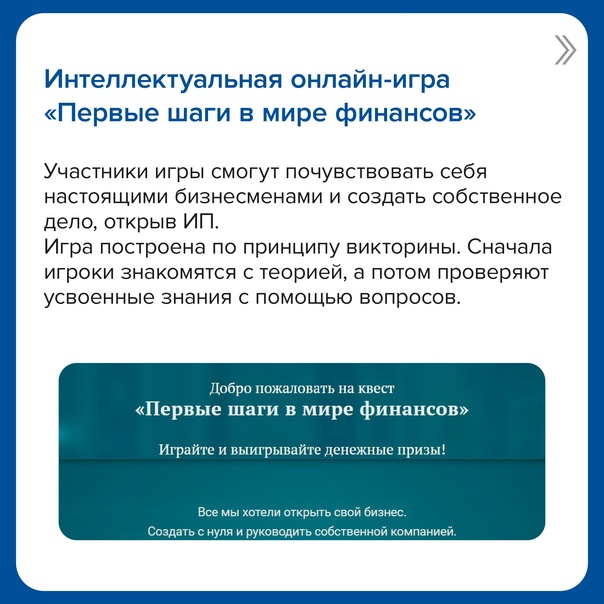 Интеллектуальная онлайн-игра
«Первые шаги в мире финансов»
Участники игры смогут почувствовать себя
настоящими бизнесменами и создать собственное
дело, открыв ИП.
Игра построена по принципу викторины. Сначала
игроки знакомятся с теорией, а потом проверяют
усвоенные знания с помощью вопросов.
Добро пожаловать на квест
«Первые шаги в мире финансов»
Играйте и выигрывайте денежные призы!
Все мы хотели открыть свой бизнес.
Создать с нуля и руководить собственной компанией.